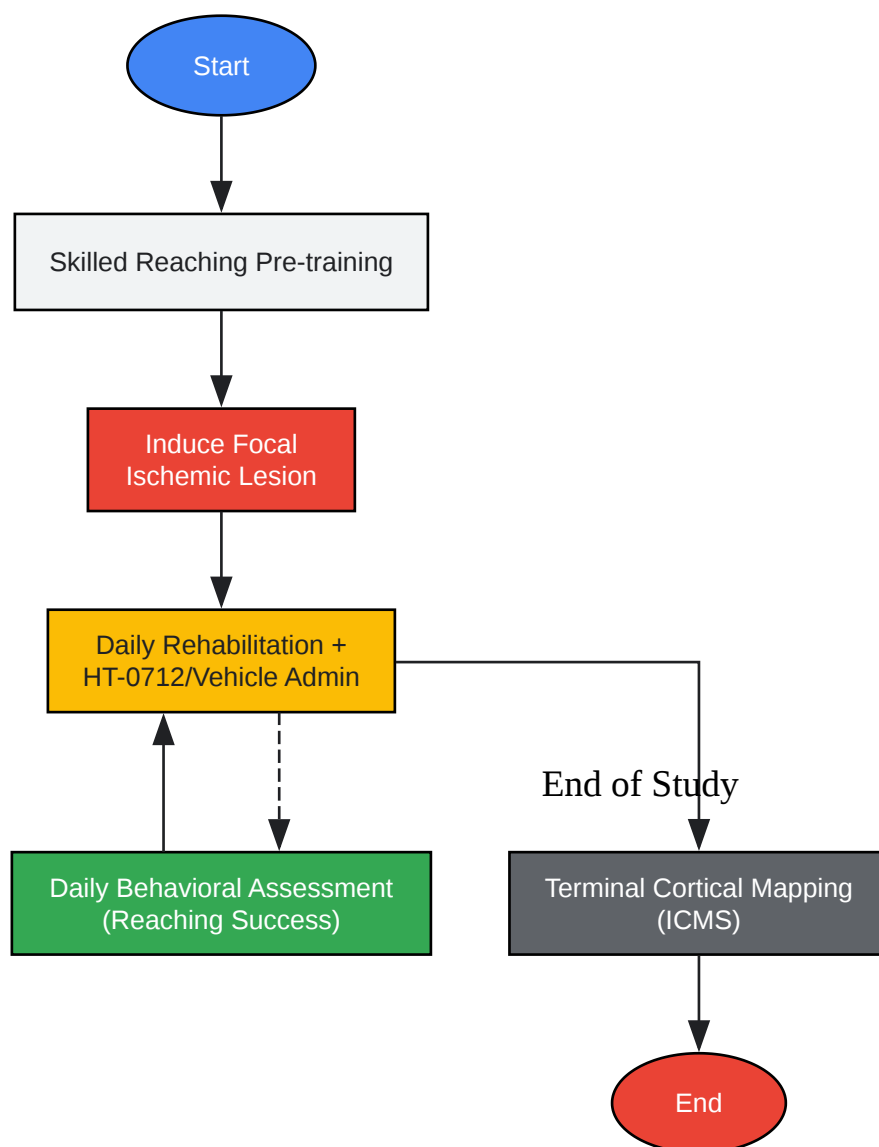 Start
Skilled Reaching Pre-training
Induce Focal
Ischemic Lesion
Daily Rehabilitation +
HT-0712/Vehicle Admin
End of Study
Daily Behavioral Assessment
(Reaching Success)
Terminal Cortical Mapping
(ICMS)
End